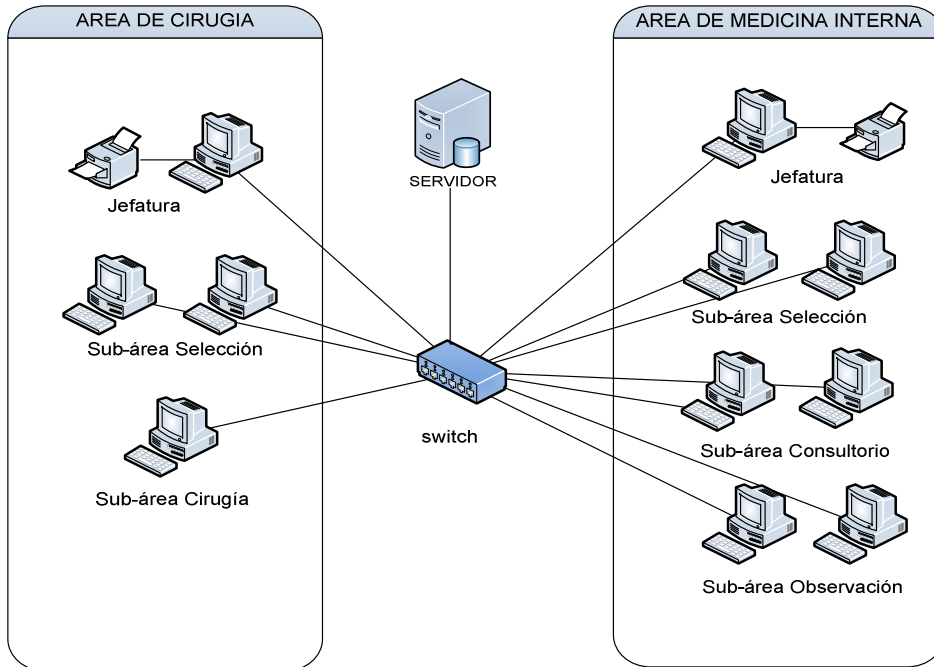 AREA DE CIRUGIA
Jefatura
Sub-área Selección
Sub-área Cirugía
SERVIDOR
switch
AREA DE MEDICINA INTERNA
Jefatura
Sub-área Selección
Sub-área Consultorio
Sub-área Observación